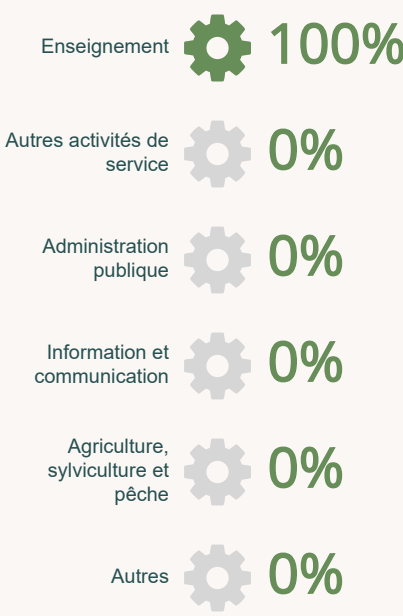 Enseignement 100%
Autres activités de
service
0%
Administration
publique
0%
Information et
communication
0%
Agriculture,
sylviculture et
pêche
0%
Autres 0%